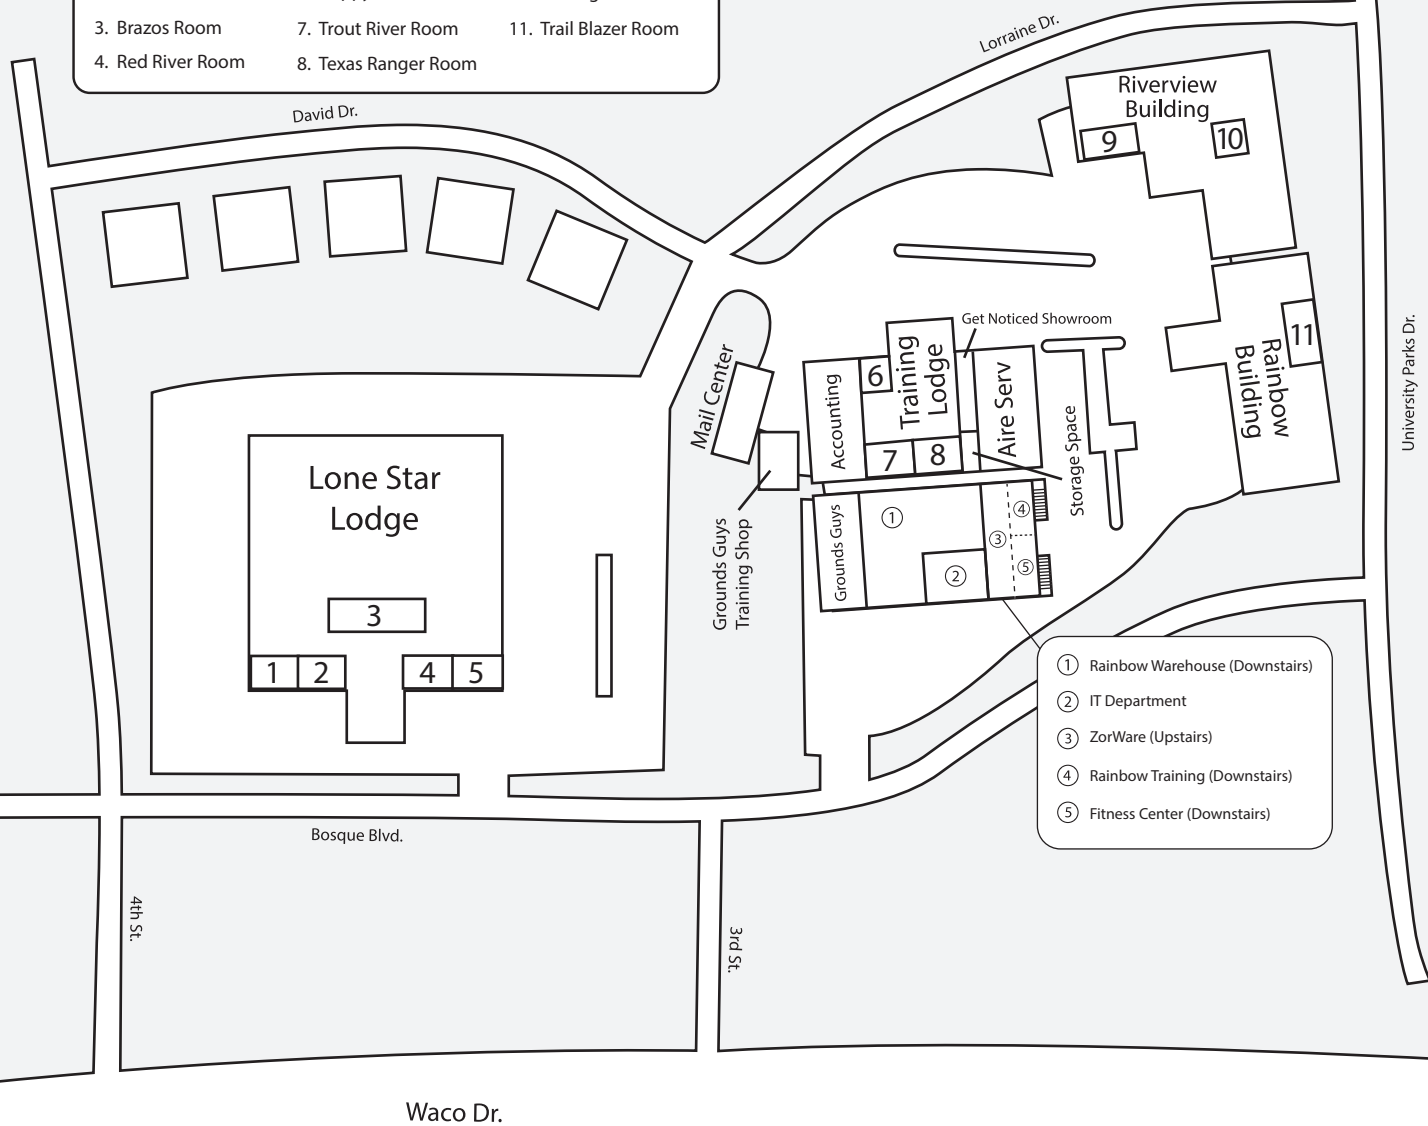 3. Brazos Room
7. Trout River Room
11. Trail Blazer Room
4. Red River Room
8. Texas Ranger Room
Lorraine Dr.
David Dr.
Riverview
Building
9
10
Get Noticed Showroom
11
Rainbow
Building
University Parks Dr.
Mail Center
Accounting
6
Training
Lodge
7
8
Aire Serv
Storage Space
Lone Star
Lodge
3
1
2
4
5
Grounds Guys
Training Shop
Grounds Guys
1
2
3
4
5
1 Rainbow Warehouse (Downstairs)
2 IT Department
3 ZorWare (Upstairs)
4 Rainbow Training (Downstairs)
5 Fitness Center (Downstairs)
Bosque Blvd.
4th St.
3rd St.
Waco Dr.